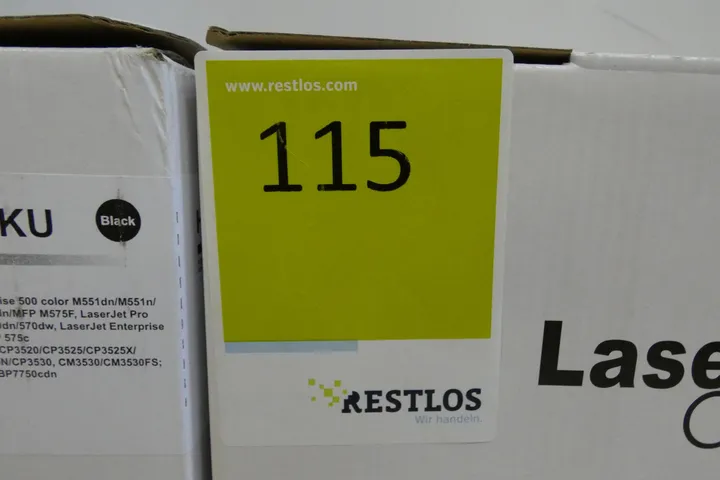 KU
Black
ise 500 color M551dn/M551n/
in/MFP M575F, LaserJet Pro
dn/570dw, LaserJet Enterprise
575c
CP3520/CP3525/CP3525X/
N/CP3530, CM3530/CM3530FS;
BP7750cdn
www.restlos.com
115
RESTLOS
Wir handeln.
Lase